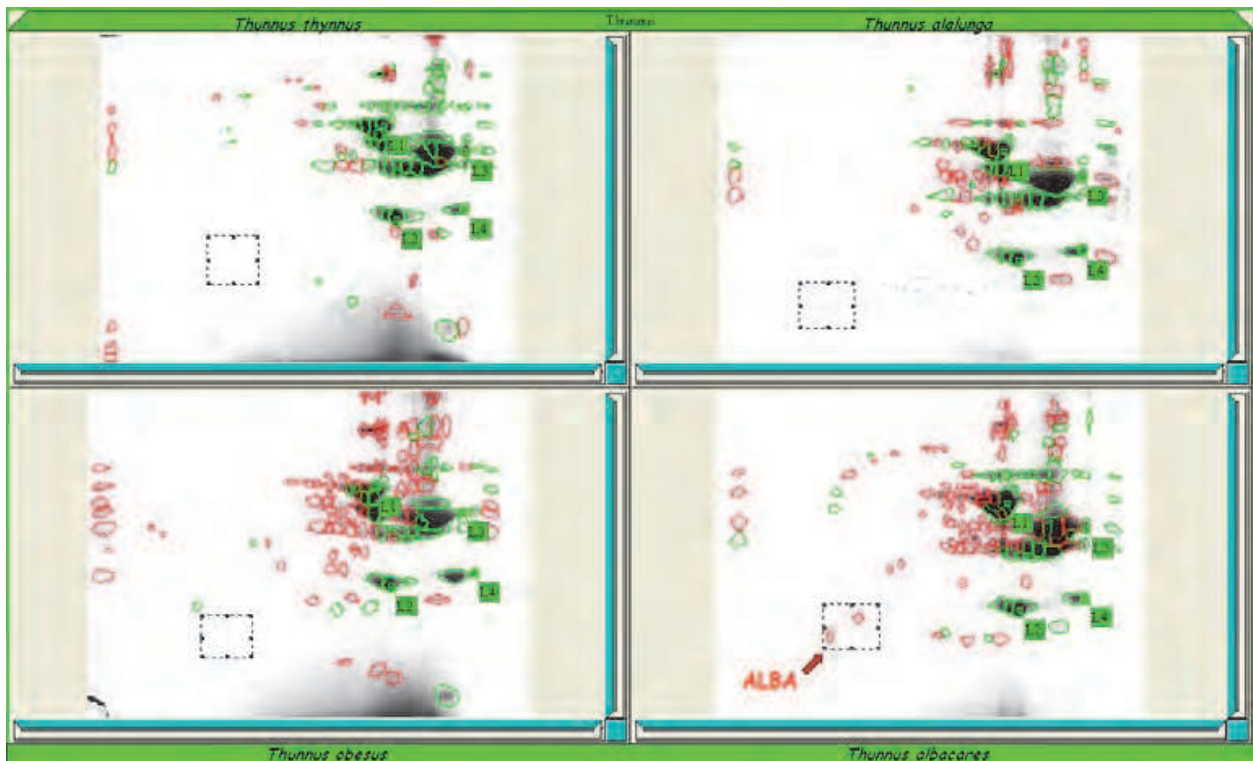 Thunnus thynnus
Thunnus
Thunnus alalunga
L1
L3
L4
L2
L1
L3
L4
L2
L1
L3
L4
L2
L1
L3
L4
L2
ALBA
Thunnus obesus
Thunnus albacares